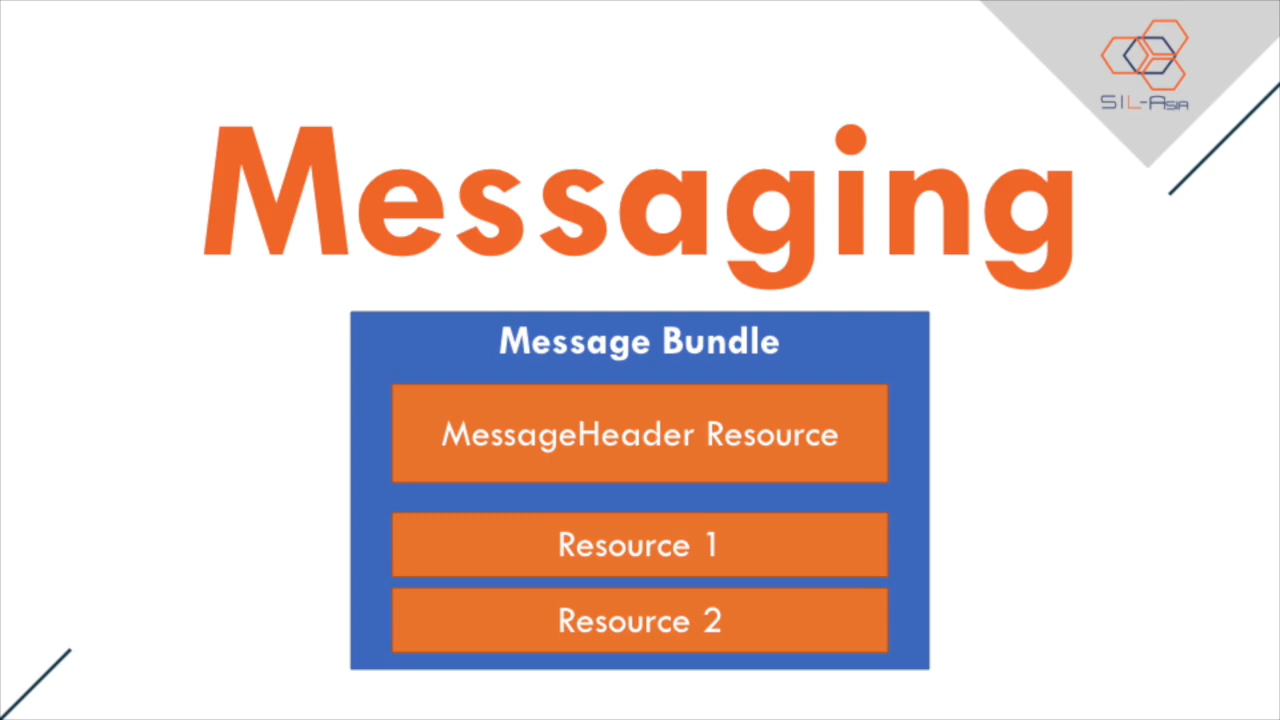 SIL-Asia
Messaging
Message Bundle
MessageHeader Resource
Resource 1
Resource 2